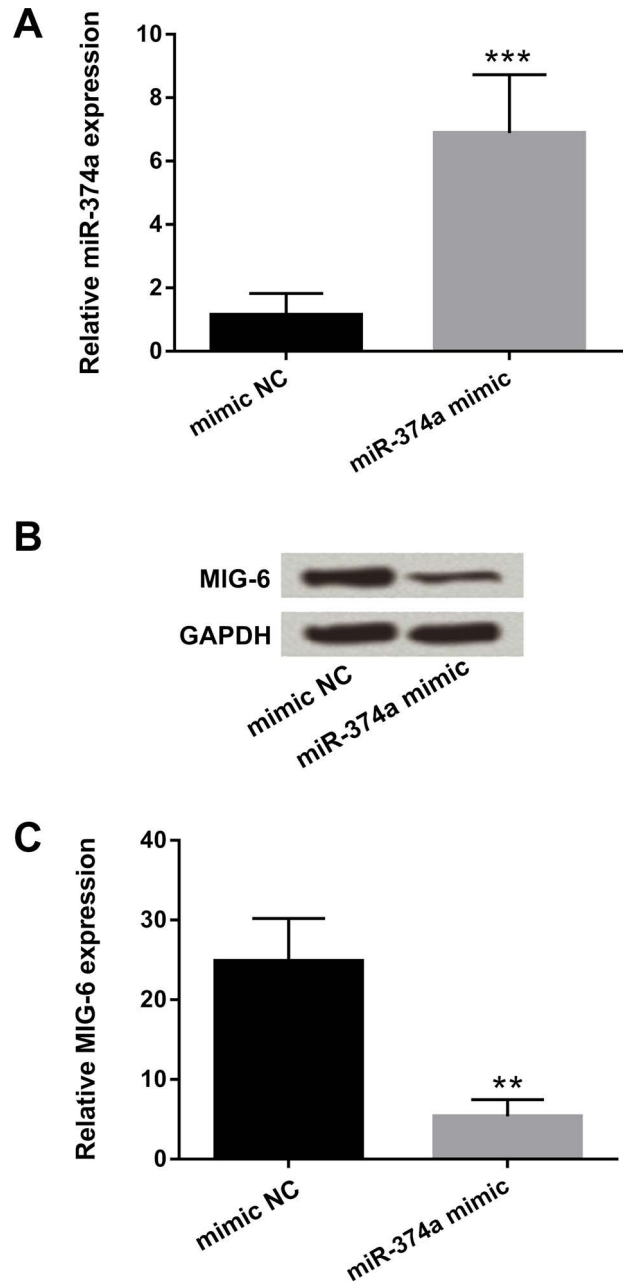 A
Relative miR-374a expression
10
8
6
4
2
0
***
mimic NC
miR-374a mimic
B
MIG-6
GAPDH
mimic NC
miR-374a mimic
C
Relative MIG-6 expression
40
30
20
10
0
**
mimic NC
miR-374a mimic